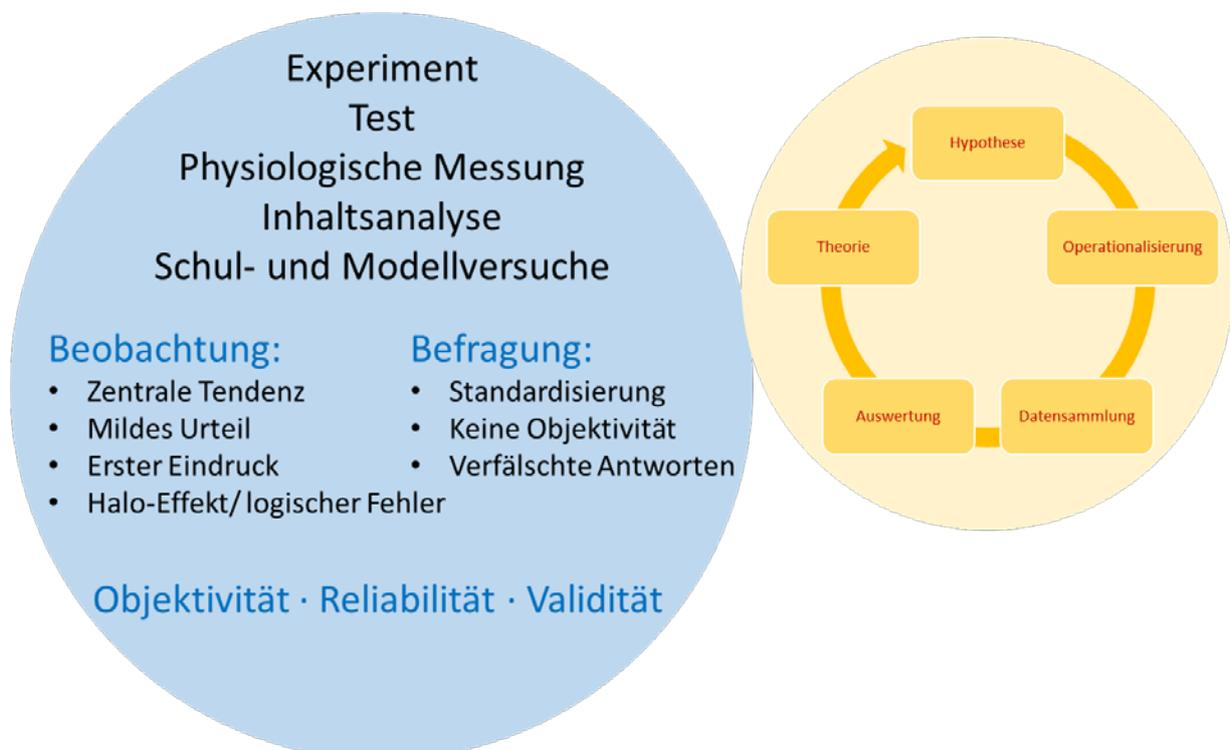 Experiment
Test
Physiologische Messung
Inhaltsanalyse
Schul- und Modellversuche
Beobachtung:
• Zentrale Tendenz
• Mildes Urteil
• Erster Eindruck
• Halo-Effekt/ logischer Fehler
Befragung:
• Standardisierung
• Keine Objektivität
• Verfälschte Antworten
Objektivität · Reliabilität · Validität
Hypothese
Operationalisierung
Datensammlung
Auswertung
Theorie